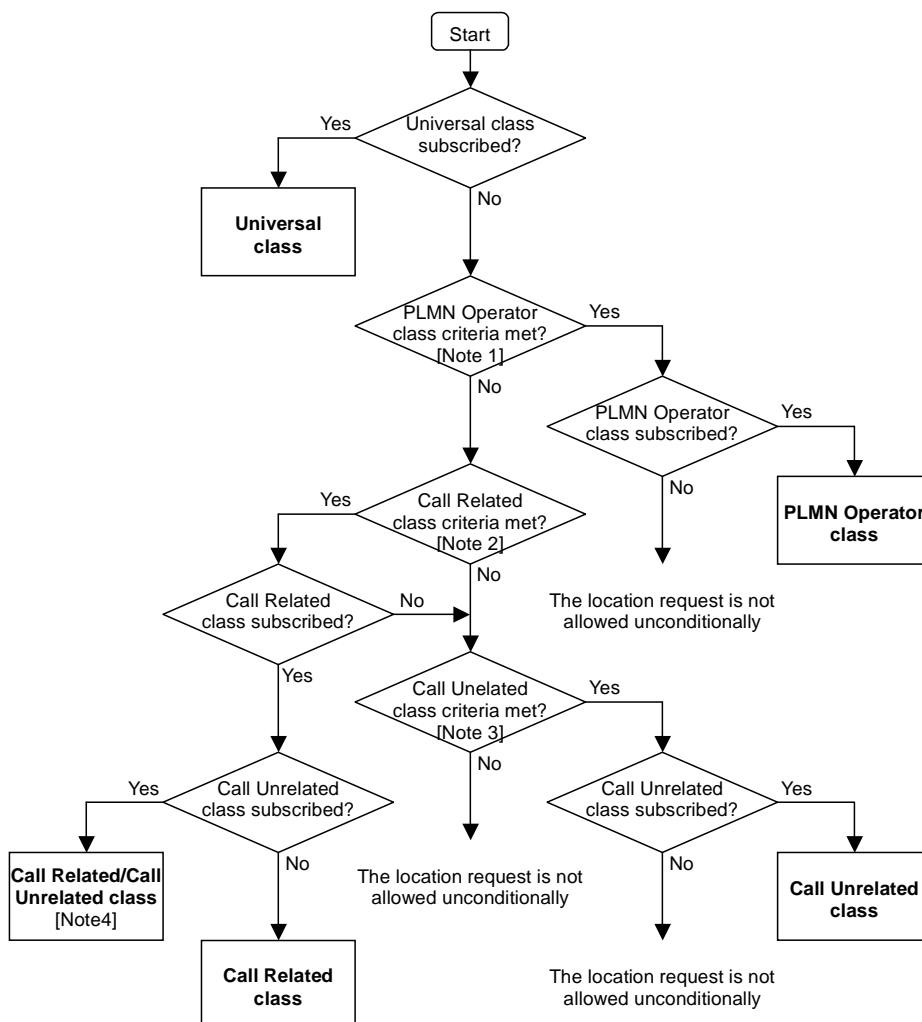 Start
Yes
Universal class
subscribed?
No
Universal
class
PLMN Operator
class criteria met?
[Note 1]
Yes
No
PLMN Operator
class subscribed?
Yes
No
PLMN Operator
class
Yes
Call Related
class criteria met?
[Note 2]
No
Call Related
class subscribed?
No
Yes
The location request is not
allowed unconditionally
Call Unelated
class criteria met?
[Note 3]
Yes
No
Yes
Call Unrelated
class subscribed?
No
Call Unrelated
class subscribed?
Yes
No
Call Related/Call
Unrelated class
[Note4]
The location request is not
allowed unconditionally
Call Unrelated
class
Call Related
class
The location request is not
allowed unconditionally